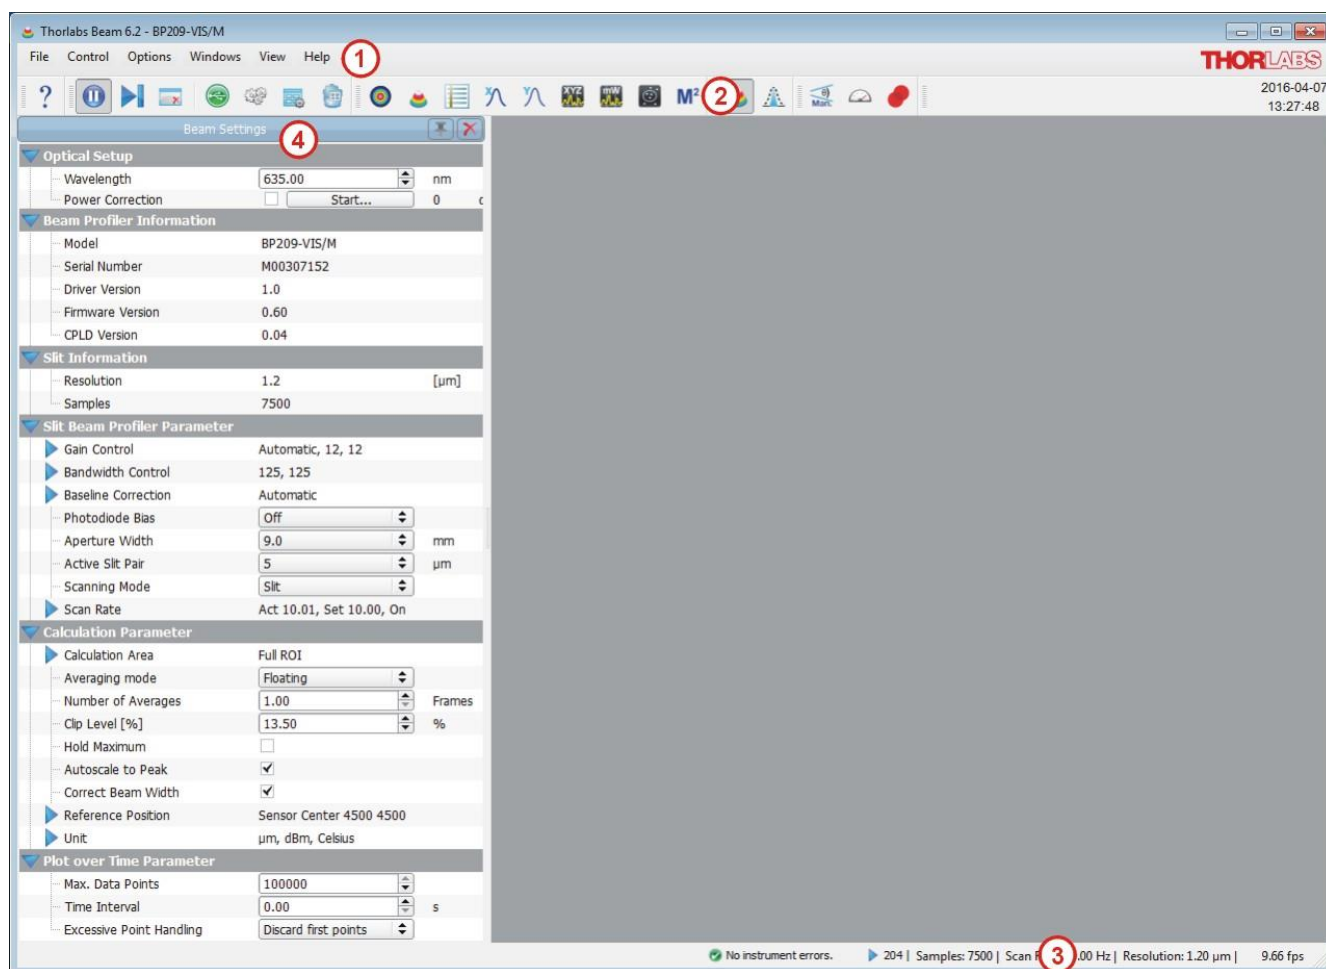 Thorlabs Beam 6.2 - BP209-VIS/M
File Control Options Windows View Help 1
THORLABS
? XYZ mW M² 2 Mark
2016-04-07
13:27:48
Beam Settings 4
Optical Setup
Wavelength 635.00 nm
Power Correction Start... 0
Beam Profiler Information
Model BP209-VIS/M
Serial Number M00307152
Driver Version 1.0
Firmware Version 0.60
CPLD Version 0.04
Slit Information
Resolution 1.2 [µm]
Samples 7500
Slit Beam Profiler Parameter
Gain Control Automatic, 12, 12
Bandwidth Control 125, 125
Baseline Correction Automatic
Photodiode Bias Off
Aperture Width 9.0 mm
Active Slit Pair 5 µm
Scanning Mode Slit
Scan Rate Act 10.01, Set 10.00, On
Calculation Parameter
Calculation Area Full ROI
Averaging mode Floating
Number of Averages 1.00 Frames
Clip Level [%] 13.50 %
Hold Maximum
Autoscale to Peak
Correct Beam Width
Reference Position Sensor Center 4500 4500
Unit µm, dBm, Celsius
Plot over Time Parameter
Max. Data Points 100000
Time Interval 0.00 s
Excessive Point Handling Discard first points
No instrument errors. 204 | Samples: 7500 | Scan 3 .00 Hz | Resolution: 1.20 µm | 9.66 fps